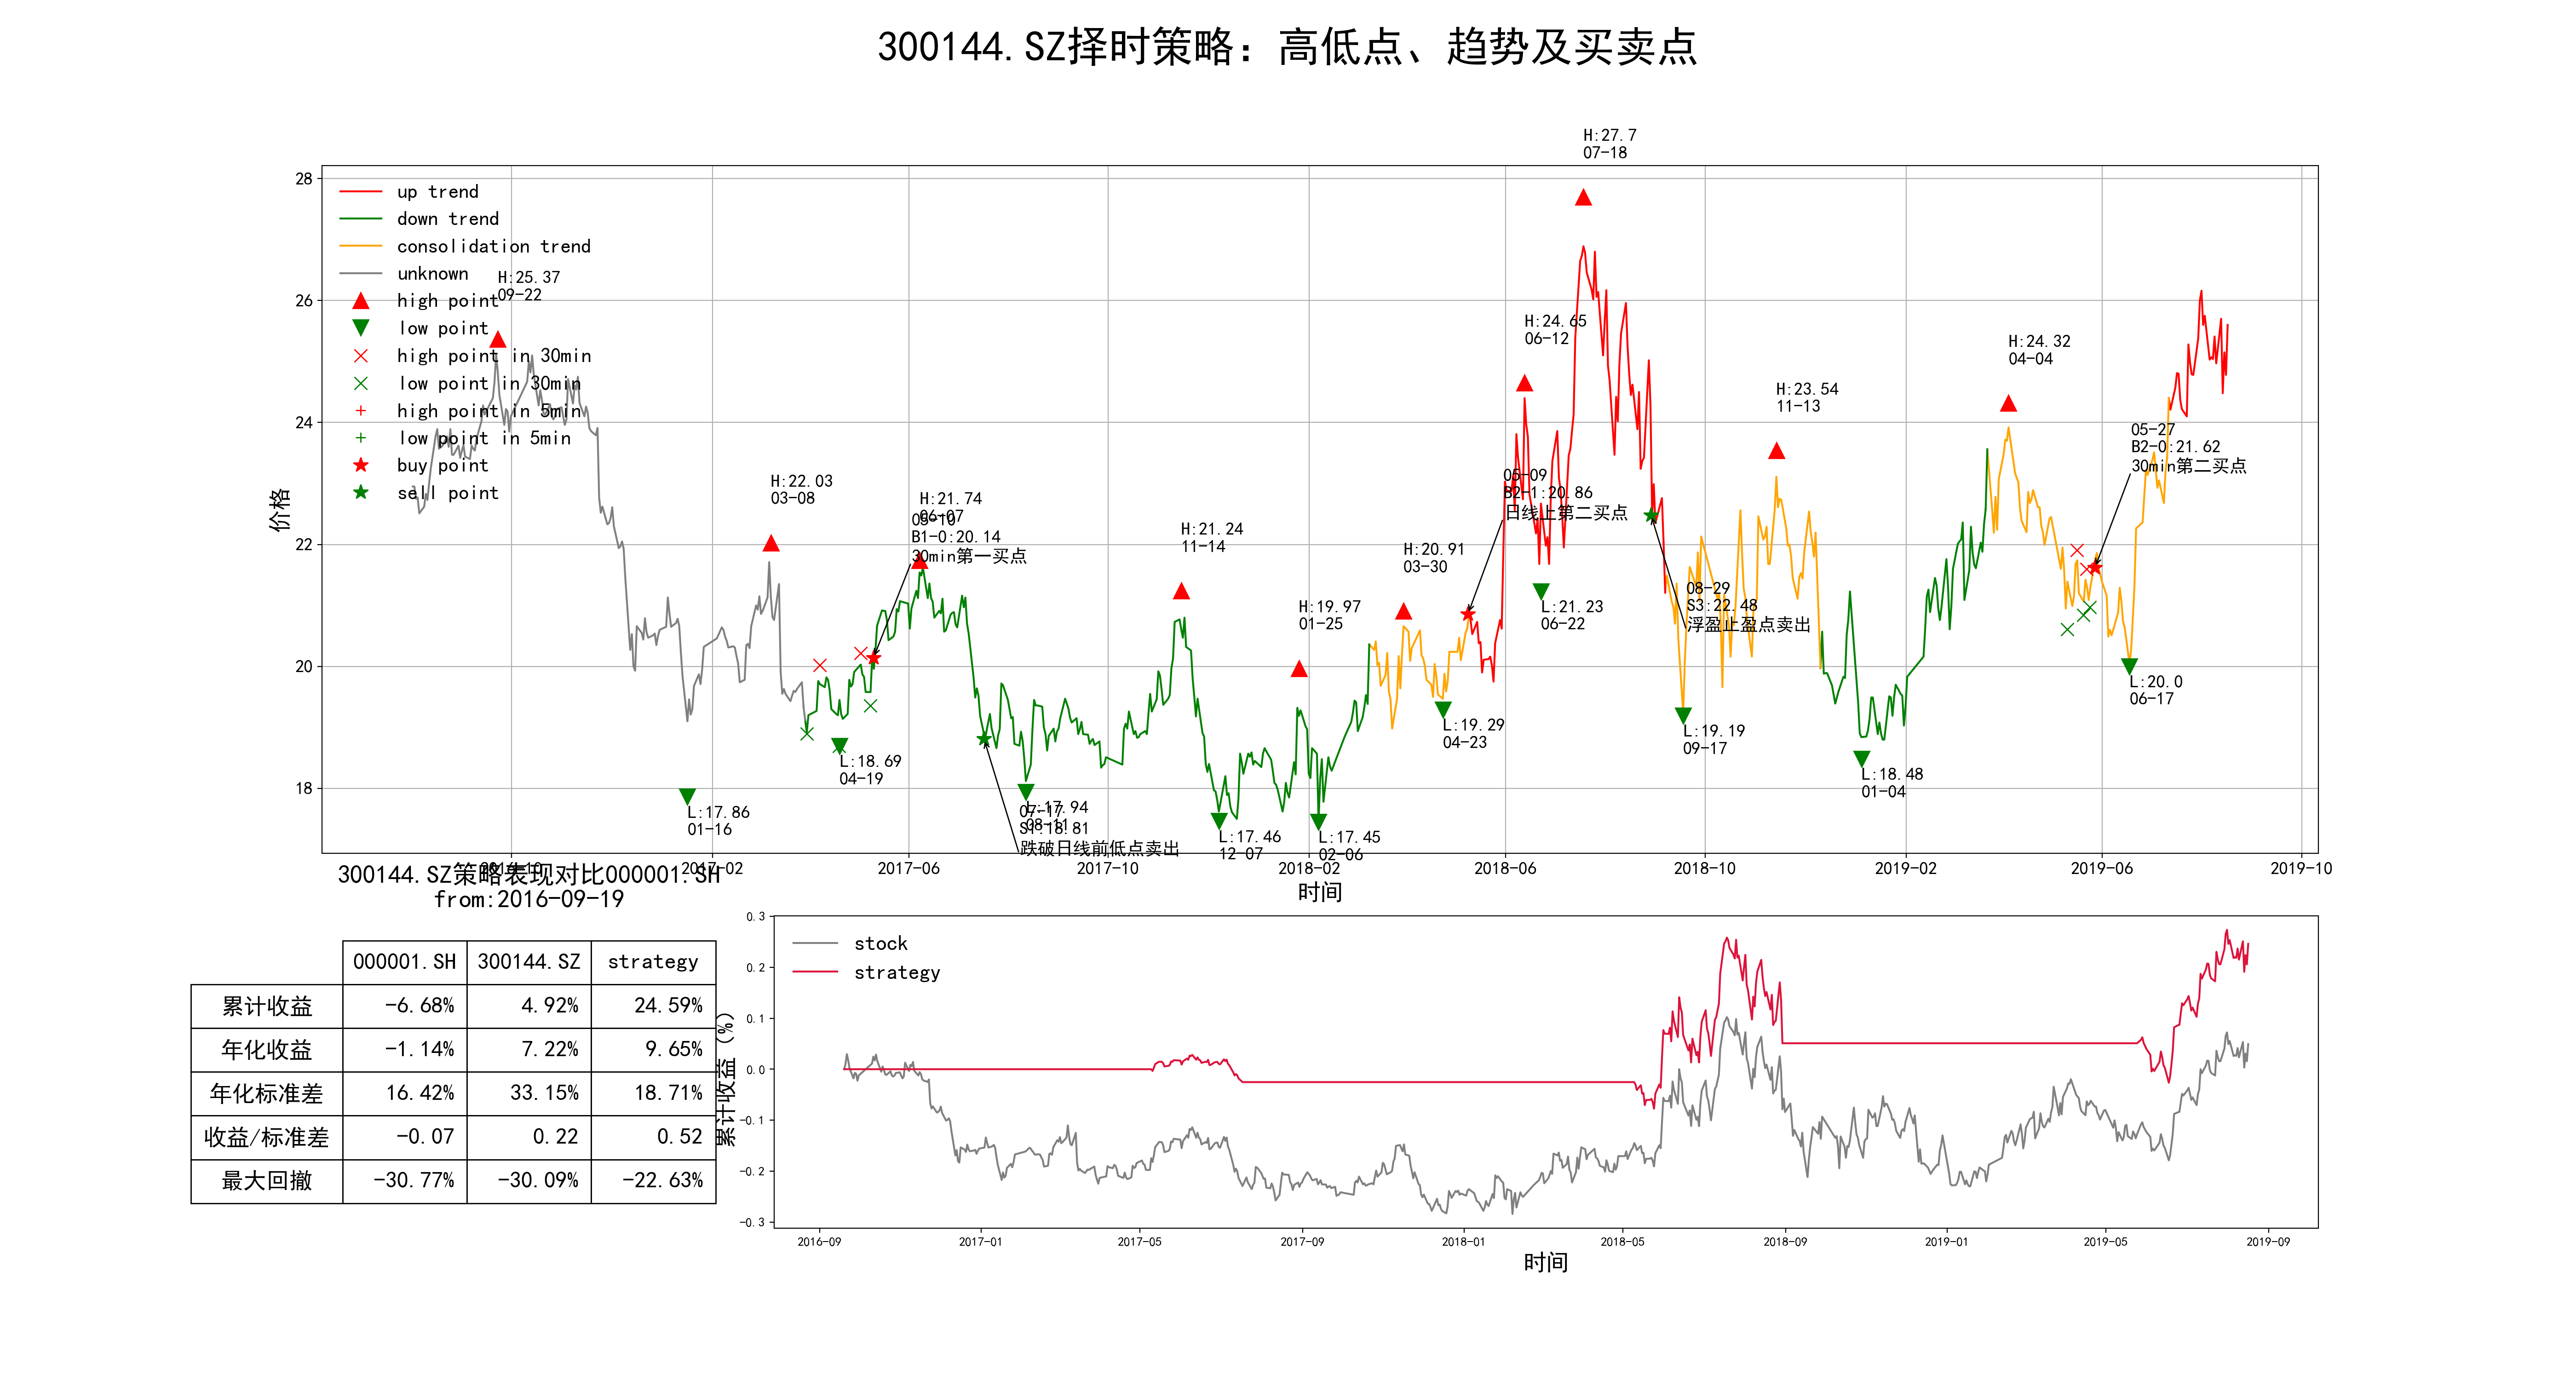 300144.SZ择时策略：高低点、趋势及买卖点
价格
28
26
24
22
20
18
up trend
down trend
consolidation trend
unknown
high point
low point
high point in 30min
low point in 30min
high point in 5min
low point in 5min
buy point
sell point
H:25.37
09-22
L:17.86
01-16
H:22.03
03-08
L:18.69
04-19
H:21.74
06-07
05-10
B1-0:20.14
30min第一买点
L:17.94
08-11
07-17
S1:18.81
跌破日线前低点卖出
H:21.24
11-14
L:17.46
12-07
H:19.97
01-25
L:17.45
02-06
H:20.91
03-30
L:19.29
04-23
05-09
B2-1:20.86
日线上第二买点
H:24.65
06-12
L:21.23
06-22
H:27.7
07-18
08-29
S3:22.48
浮盈止盈点卖出
L:19.19
09-17
H:23.54
11-13
L:18.48
01-04
H:24.32
04-04
05-27
B2-0:21.62
30min第二买点
L:20.0
06-17
2016-10
2017-02
2017-06
2017-10
2018-02
2018-06
2018-10
2019-02
2019-06
2019-10
时间
300144.SZ策略表现对比000001.SH
from:2016-09-19
000001.SH 300144.SZ strategy
累计收益 -6.68% 4.92% 24.59%
年化收益 -1.14% 7.22% 9.65%
年化标准差 16.42% 33.15% 18.71%
收益/标准差 -0.07 0.22 0.52
最大回撤 -30.77% -30.09% -22.63%
累计收益（%）
0.3
0.2
0.1
0.0
-0.1
-0.2
-0.3
stock
strategy
2016-09
2017-01
2017-05
2017-09
2018-01
2018-05
2018-09
2019-01
2019-05
2019-09
时间